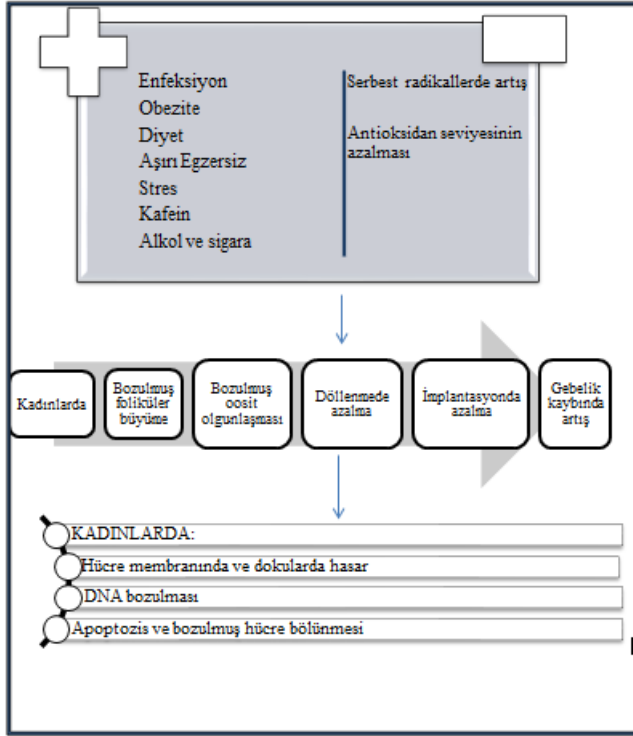 Enfeksiyon
Obezite
Diyet
Aşırı Egzersiz
Stres
Kafein
Alkol ve sigara
Serbest radikallerde artış
Antioksidan seviyesinin
azalması
Kadınlarda
Bozulmuş
foliküler
büyüme
Bozulmuş
oosit
olgunlaşması
Döllenmede
azalma
İmplantasyonda
azalma
Gebelik
kaybında
artış
KADINLARDA:
Hücre membranında ve dokularda hasar
DNA bozulması
Apoptozis ve bozulmuş hücre bölünmesi